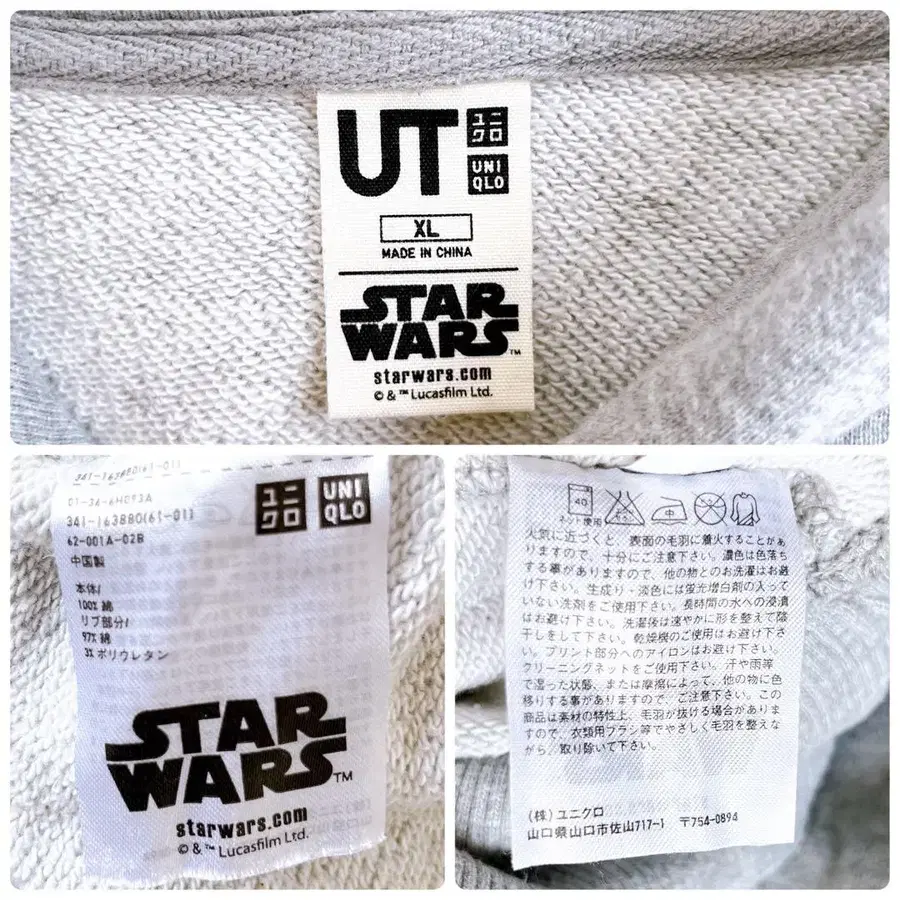 UT
ユニクロ
UNIQLO
XL
MADE IN CHINA
STAR
WARS™
starwars.com
© & ™ Lucasfilm Ltd.
341-163880(61-01)
341-163880(61-01)
62-001A-02B
中国製
本体/
100% 綿
リブ部分/
97% 綿
3% ポリウレタン
ユニクロ
UNIQLO
STAR
WARS™
starwars.com
© & ™ Lucasfilm Ltd.
40
ネット使用
中
火気に近づくと、表面の毛羽に着火することがあ
りますので、十分にご注意下さい。濃色は色落ち
する事がありますので、他の物とのお洗濯はお避
け下さい。生成り・淡色には蛍光増白剤の入って
いない洗剤をご使用下さい。長時間の水への浸漬
はお避け下さい。洗濯後は速やかに形を整えて陰
干しをして下さい。乾燥機のご使用はお避け下さ
い。プリント部分へのアイロンはお避け下さい。
クリーニングネットをご使用下さい。汗や雨等
で湿った状態、または摩擦によって、他の物に色
移りする事がありますので、ご注意下さい。この
商品は素材の特性上、毛羽が抜ける場合がありま
すので、衣類用ブラシ等でやさしく毛羽を整えな
がら、取り除いて下さい。
(株) ユニクロ
山口県山口市佐山717-1 〒754-0894